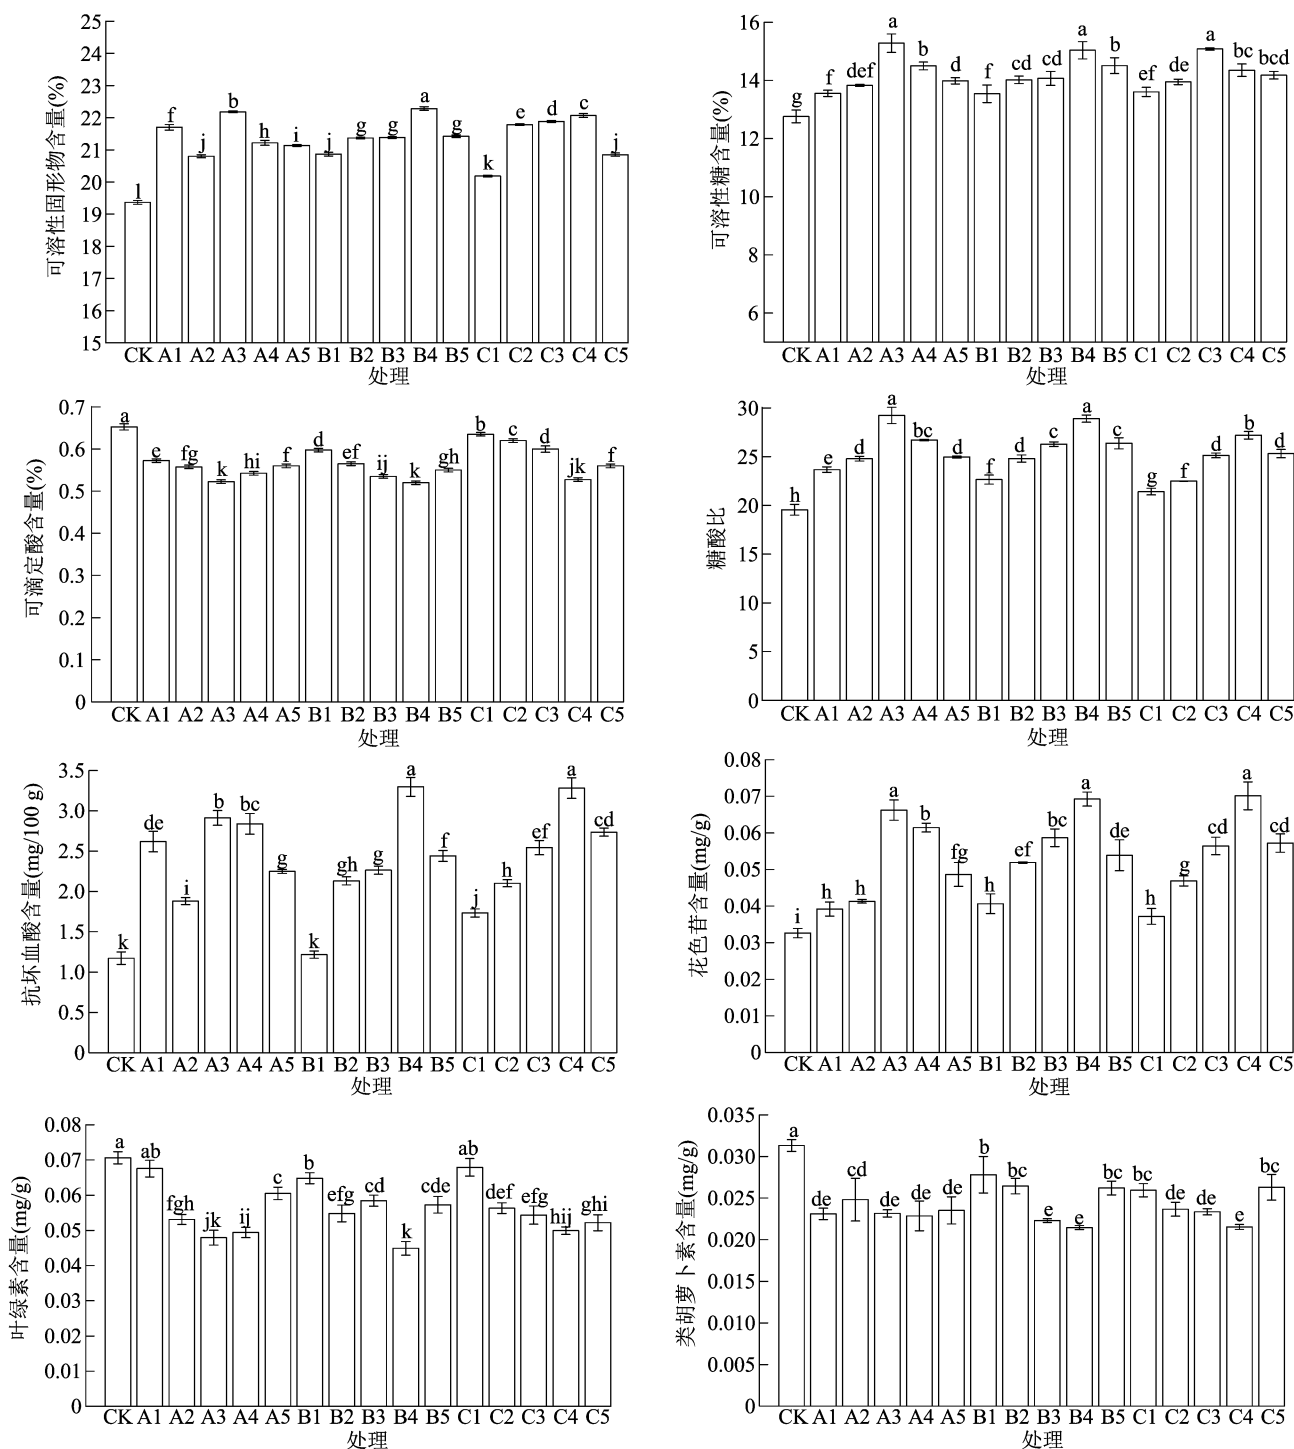 25
24
23
22
21
20
19
18
17
16
15
可溶性固形物含量(%)
l f j b h i j g g a g k e d c j
CK A1 A2 A3 A4 A5 B1 B2 B3 B4 B5 C1 C2 C3 C4 C5
处理
16
14
12
10
8
6
可溶性糖含量(%)
g f def a b d f cd cd a b ef de a bc bcd
CK A1 A2 A3 A4 A5 B1 B2 B3 B4 B5 C1 C2 C3 C4 C5
处理
0.7
0.6
0.5
0.4
0.3
0.2
0.1
0
可滴定酸含量(%)
a e fg k hi f d ef ij k gh b c d jk f
CK A1 A2 A3 A4 A5 B1 B2 B3 B4 B5 C1 C2 C3 C4 C5
处理
30
25
20
15
10
5
0
糖酸比
h e d a bc d f d c a c g f d b d
CK A1 A2 A3 A4 A5 B1 B2 B3 B4 B5 C1 C2 C3 C4 C5
处理
3.5
3.0
2.5
2.0
1.5
1.0
0.5
0
抗坏血酸含量(mg/100 g)
k de i b bc g k gh g a f j h ef a cd
CK A1 A2 A3 A4 A5 B1 B2 B3 B4 B5 C1 C2 C3 C4 C5
处理
0.08
0.07
0.06
0.05
0.04
0.03
0.02
0.01
0
花色苷含量(mg/g)
i h h a b fg h ef bc a de h g cd a cd
CK A1 A2 A3 A4 A5 B1 B2 B3 B4 B5 C1 C2 C3 C4 C5
处理
0.08
0.07
0.06
0.05
0.04
0.03
0.02
0.01
0
叶绿素含量(mg/g)
a ab fgh jk ij c b efg cd k cde ab def efg hij ghi
CK A1 A2 A3 A4 A5 B1 B2 B3 B4 B5 C1 C2 C3 C4 C5
处理
0.035
0.030
0.025
0.020
0.015
0.010
0.005
0
类胡萝卜素含量(mg/g)
a de cd de de de b bc e e bc bc de de e bc
CK A1 A2 A3 A4 A5 B1 B2 B3 B4 B5 C1 C2 C3 C4 C5
处理